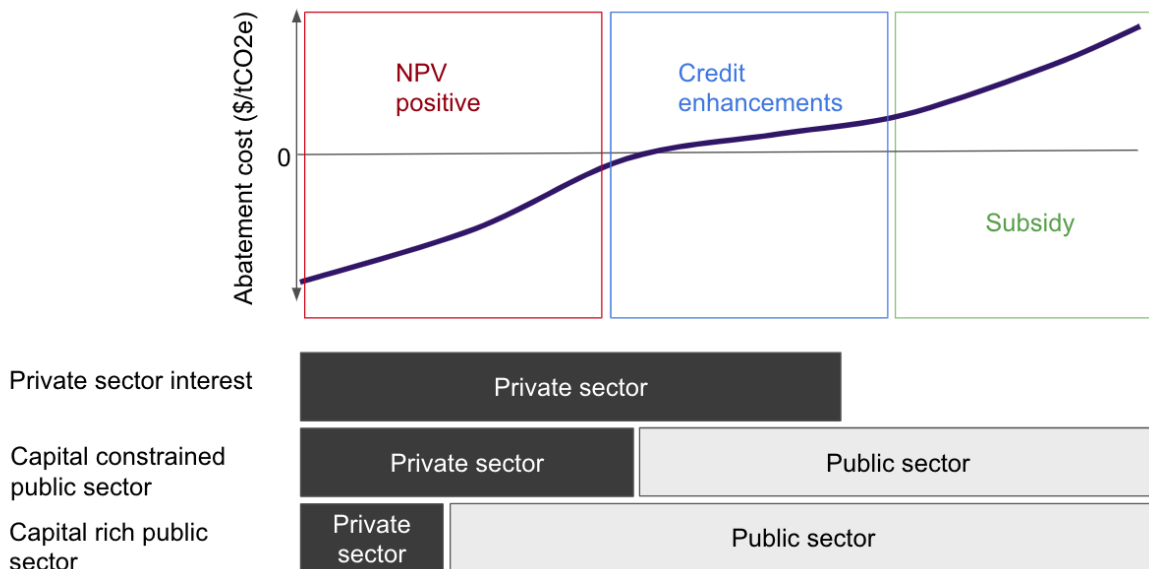 Abatement cost ($/tCO2e)
0
NPV
positive
Credit
enhancements
Subsidy
Private sector interest
Private sector
Capital constrained
public sector
Private sector
Public sector
Capital rich public
sector
Private
sector
Public sector